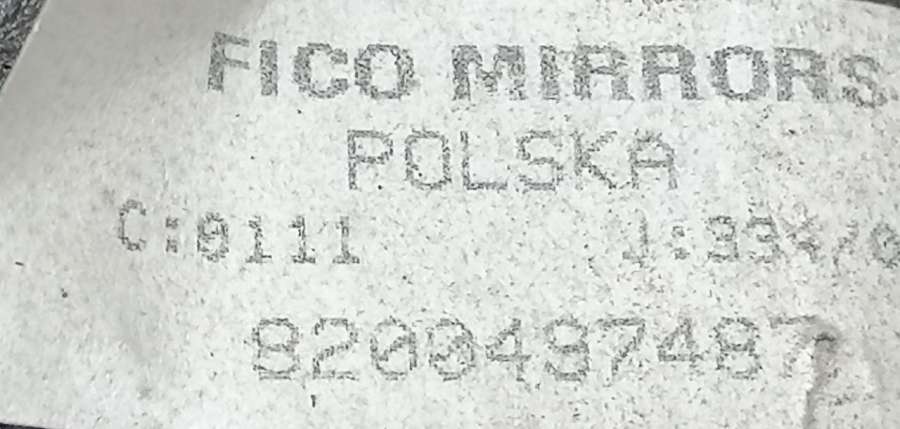 FICO MIRRORS
POLSKA
C:0111
8200497487